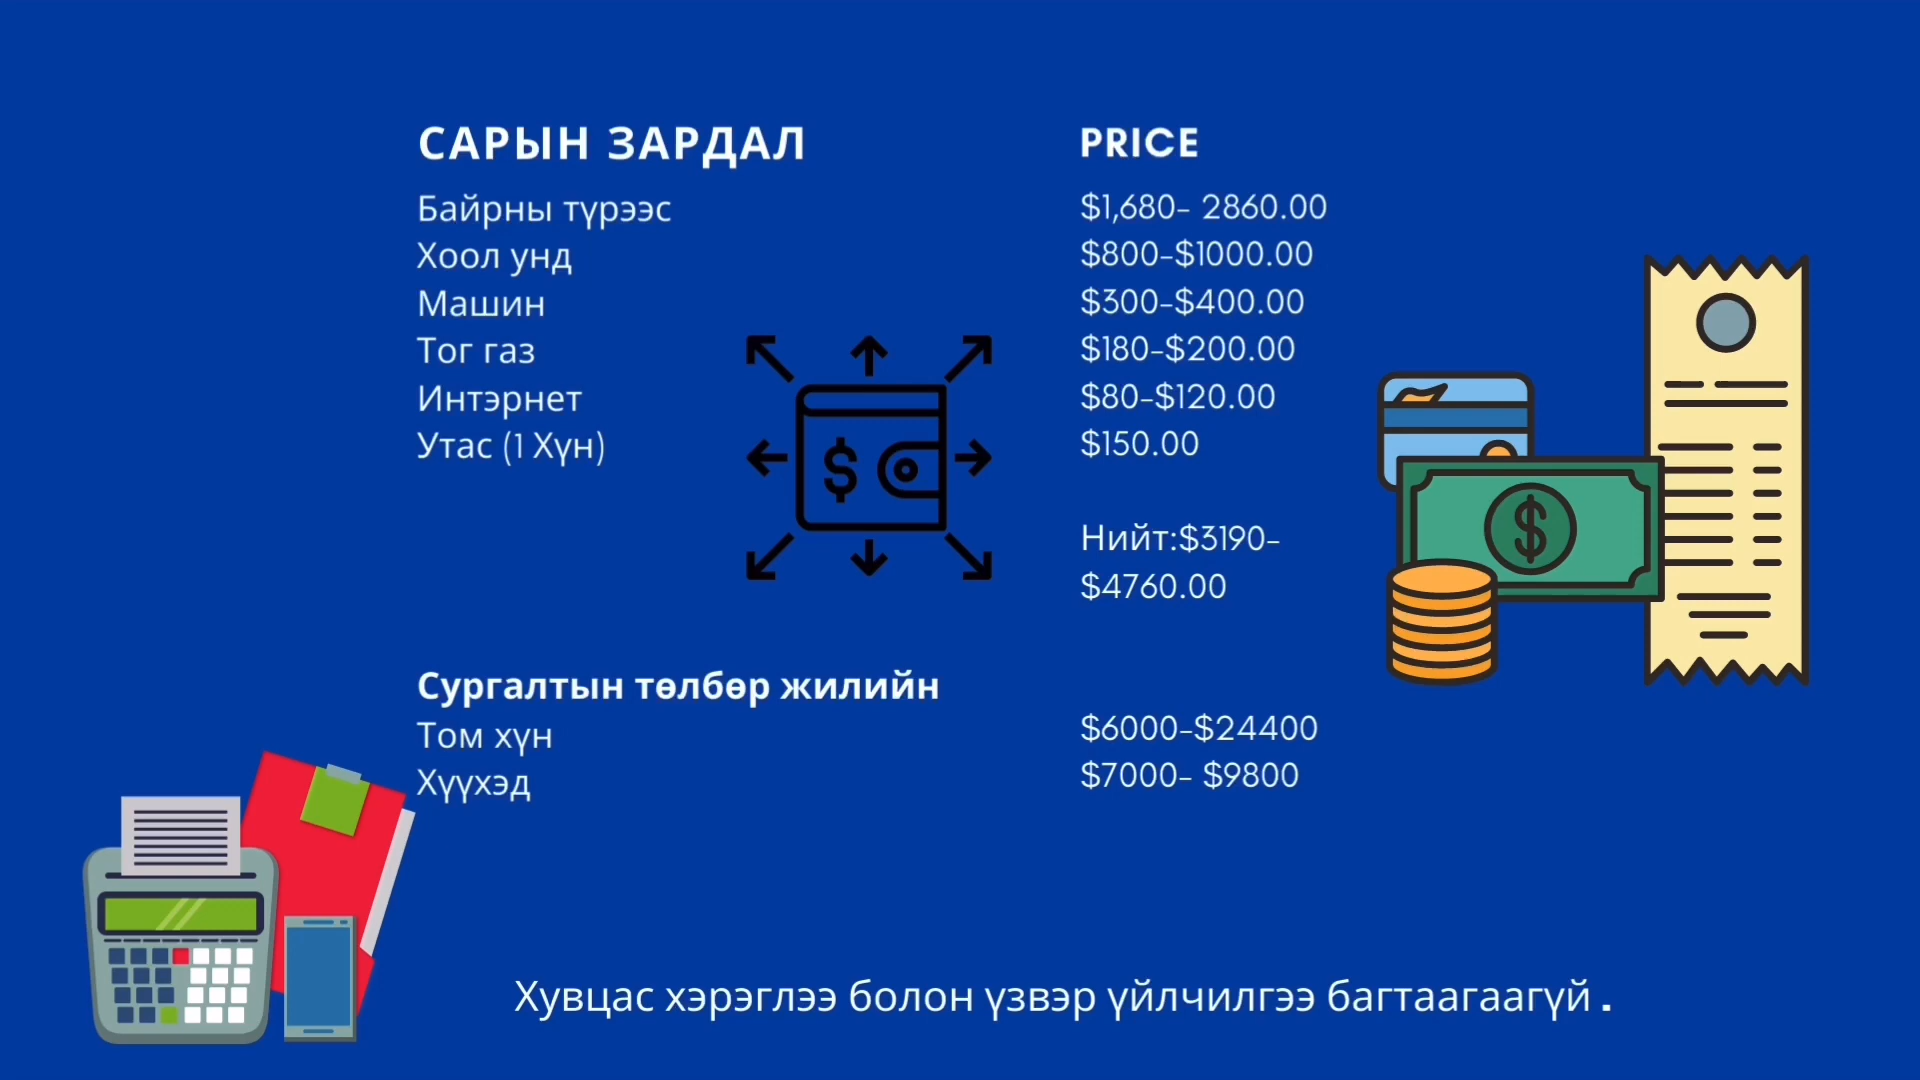 САРЫН ЗАРДАЛ PRICE
Байрны түрээс $1,680- 2860.00
Хоол унд $800-$1000.00
Машин $300-$400.00
Тог газ $180-$200.00
Интэрнет $80-$120.00
Утас (1 Хүн) $150.00
Нийт:$3190-
$4760.00
Сургалтын төлбөр жилийн
Том хүн $6000-$24400
Хүүхэд $7000- $9800
Хувцас хэрэглээ болон үзвэр үйлчилгээ багтаагаагүй .